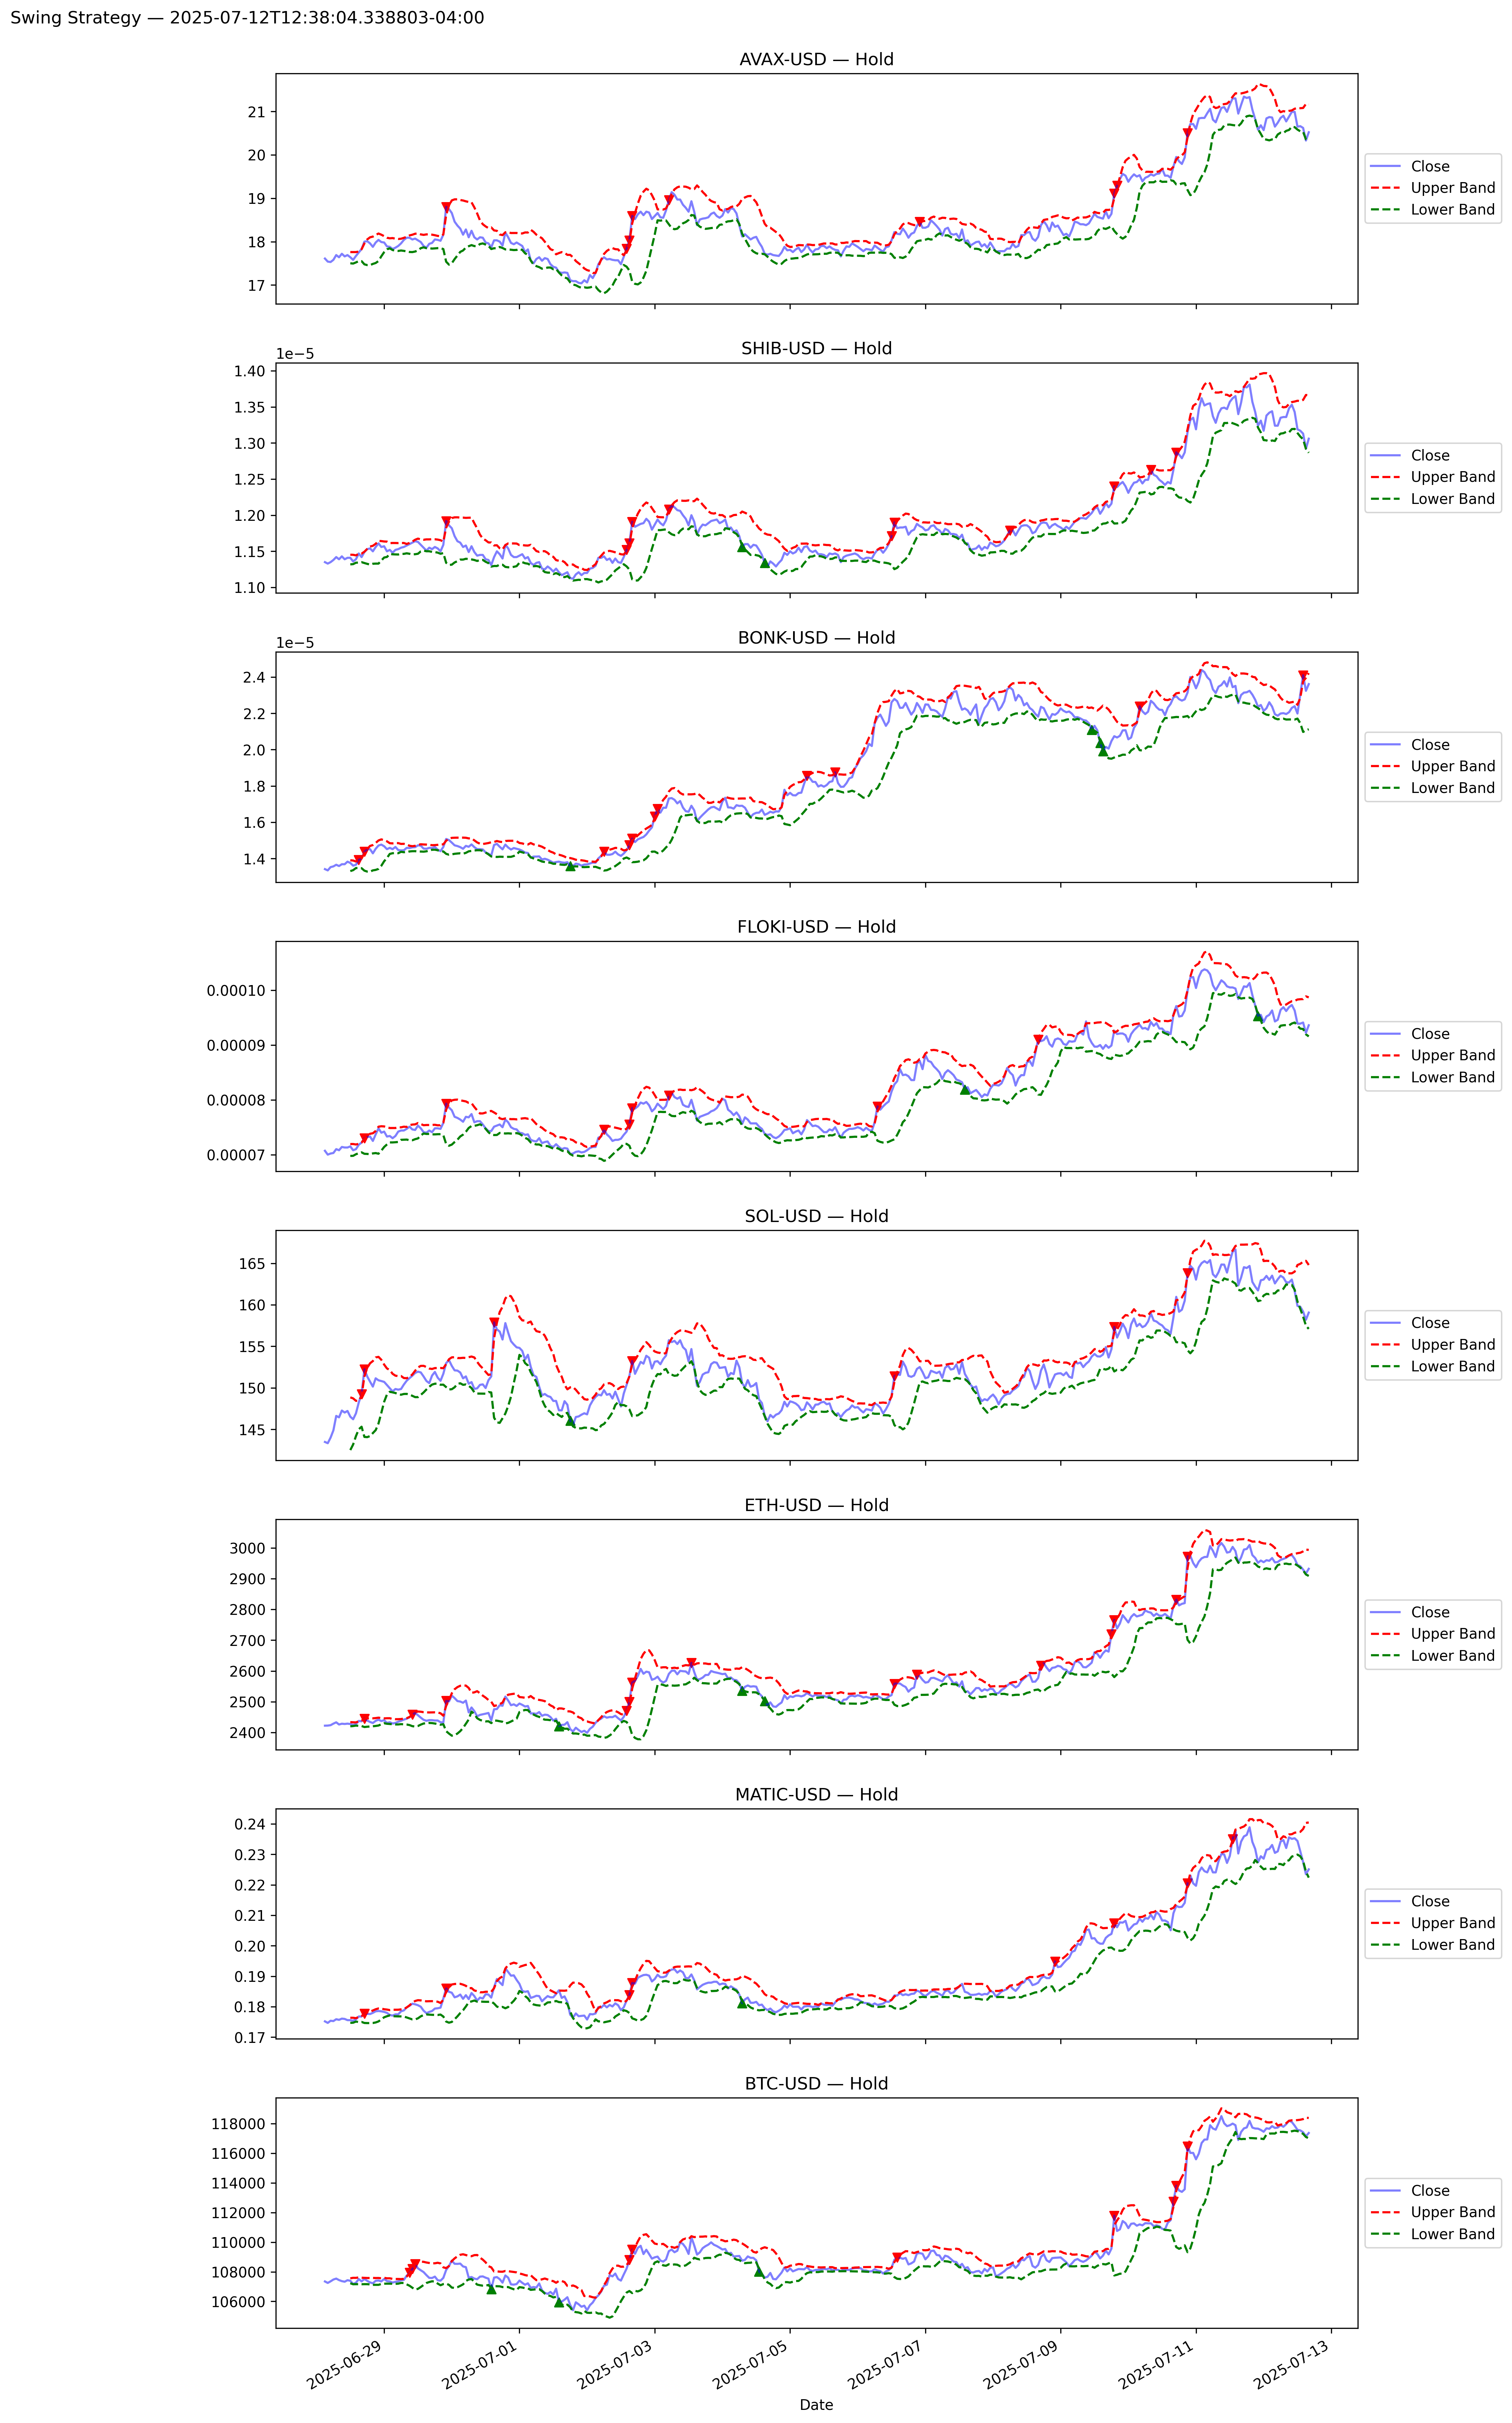 Swing Strategy — 2025-07-12T12:38:04.338803-04:00
AVAX-USD — Hold
21
20
19
18
17
Close
Upper Band
Lower Band
SHIB-USD — Hold
1e−5
1.40
1.35
1.30
1.25
1.20
1.15
1.10
Close
Upper Band
Lower Band
BONK-USD — Hold
1e−5
2.4
2.2
2.0
1.8
1.6
1.4
Close
Upper Band
Lower Band
FLOKI-USD — Hold
0.00010
0.00009
0.00008
0.00007
Close
Upper Band
Lower Band
SOL-USD — Hold
165
160
155
150
145
Close
Upper Band
Lower Band
ETH-USD — Hold
3000
2900
2800
2700
2600
2500
2400
Close
Upper Band
Lower Band
MATIC-USD — Hold
0.24
0.23
0.22
0.21
0.20
0.19
0.18
0.17
Close
Upper Band
Lower Band
BTC-USD — Hold
118000
116000
114000
112000
110000
108000
106000
Close
Upper Band
Lower Band
2025-06-29
2025-07-01
2025-07-03
2025-07-05
2025-07-07
2025-07-09
2025-07-11
2025-07-13
Date